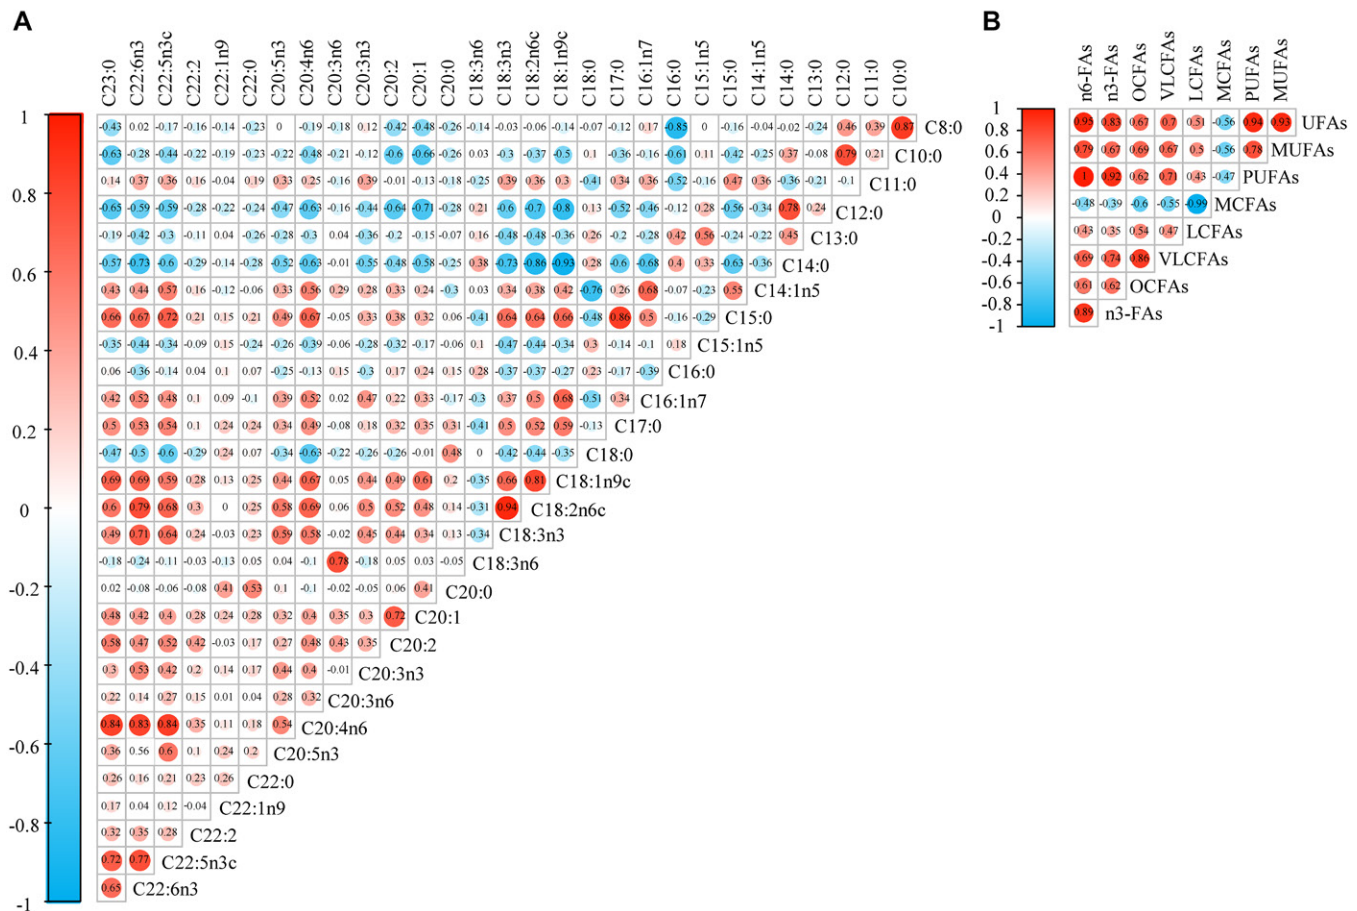 A
C23:0 C22:6n3 C22:5n3c C22:2 C22:1n9 C22:0 C20:5n3 C20:4n6 C20:3n6 C20:3n3 C20:2 C20:1 C20:0 C18:3n6 C18:3n3 C18:2n6c C18:1n9c C18:0 C17:0 C16:1n7 C16:0 C15:1n5 C15:0 C14:1n5 C14:0 C13:0 C12:0 C11:0 C10:0
1
0.8
0.6
0.4
0.2
0
-0.2
-0.4
-0.6
-0.8
-1
-0.43 0.02 -0.17 -0.16 -0.14 -0.23 0 -0.19 -0.18 0.12 -0.42 -0.48 -0.26 -0.14 -0.03 -0.06 -0.14 -0.07 -0.12 0.17 -0.85 0 -0.16 -0.04 -0.02 -0.24 0.46 0.39 0.87 C8:0
-0.63 -0.28 -0.44 -0.22 -0.19 -0.23 -0.22 -0.48 -0.21 -0.12 -0.6 -0.66 -0.26 0.03 -0.3 -0.37 -0.5 0.1 -0.36 -0.16 -0.61 0.11 -0.42 -0.25 0.37 -0.08 0.79 0.21 C10:0
0.14 0.37 0.36 0.16 -0.04 0.19 0.33 0.25 -0.16 0.39 -0.01 -0.13 -0.18 -0.25 0.39 0.36 0.3 -0.41 0.34 0.36 -0.52 -0.16 0.47 0.36 -0.36 -0.21 -0.1 C11:0
-0.65 -0.59 -0.59 -0.28 -0.22 -0.24 -0.47 -0.63 -0.16 -0.44 -0.64 -0.71 -0.28 0.21 -0.6 -0.7 -0.8 0.13 -0.52 -0.46 -0.12 0.28 -0.56 -0.34 0.78 0.24 C12:0
-0.19 -0.42 -0.3 -0.11 0.04 -0.26 -0.28 -0.3 0.04 -0.36 -0.2 -0.15 -0.07 0.16 -0.48 -0.48 -0.36 0.26 -0.2 -0.28 0.42 0.56 -0.24 -0.22 0.45 C13:0
-0.57 -0.73 -0.6 -0.29 -0.14 -0.28 -0.52 -0.63 -0.01 -0.55 -0.48 -0.58 -0.25 0.38 -0.73 -0.86 -0.93 0.28 -0.6 -0.68 0.4 0.33 -0.63 -0.36 C14:0
0.43 0.44 0.57 0.16 -0.12 -0.06 0.33 0.56 0.29 0.28 0.33 0.24 -0.3 0.03 0.34 0.38 0.42 -0.76 0.26 0.68 -0.07 -0.23 0.55 C14:1n5
0.66 0.67 0.72 0.21 0.15 0.21 0.49 0.67 -0.05 0.33 0.38 0.32 0.06 -0.41 0.64 0.64 0.66 -0.48 0.86 0.5 -0.16 -0.29 C15:0
-0.35 -0.44 -0.34 -0.09 0.15 -0.24 -0.26 -0.39 -0.06 -0.28 -0.32 -0.17 -0.06 0.1 -0.47 -0.44 -0.34 0.3 -0.14 -0.1 0.18 C15:1n5
0.06 -0.36 -0.14 0.04 0.1 0.07 -0.25 -0.13 0.15 -0.3 0.17 0.24 0.15 0.28 -0.37 -0.37 -0.27 0.23 -0.17 -0.39 C16:0
0.42 0.52 0.48 0.1 0.09 -0.1 0.39 0.52 0.02 0.47 0.22 0.33 -0.17 -0.3 0.37 0.5 0.68 -0.51 0.34 C16:1n7
0.5 0.53 0.54 0.1 0.24 0.24 0.34 0.49 -0.08 0.18 0.32 0.35 0.31 -0.41 0.5 0.52 0.59 -0.13 C17:0
-0.47 -0.5 -0.6 -0.29 0.24 0.07 -0.34 -0.63 -0.22 -0.26 -0.26 -0.01 0.48 0 -0.42 -0.44 -0.35 C18:0
0.69 0.69 0.59 0.28 0.13 0.25 0.44 0.67 0.05 0.44 0.49 0.61 0.2 -0.35 0.66 0.81 C18:1n9c
0.6 0.79 0.68 0.3 0 0.25 0.58 0.69 0.06 0.5 0.52 0.48 0.14 -0.31 0.94 C18:2n6c
0.49 0.71 0.64 0.24 -0.03 0.23 0.59 0.58 -0.02 0.45 0.44 0.34 0.13 -0.34 C18:3n3
-0.18 -0.24 -0.11 -0.03 -0.13 0.05 0.04 -0.1 0.78 -0.18 0.05 0.03 -0.05 C18:3n6
0.02 -0.08 -0.06 -0.08 0.41 0.53 0.1 -0.1 -0.02 -0.05 0.06 0.41 C20:0
0.48 0.42 0.4 0.28 0.24 0.28 0.32 0.4 0.35 0.3 0.72 C20:1
0.58 0.47 0.52 0.42 -0.03 0.17 0.27 0.48 0.43 0.35 C20:2
0.3 0.53 0.42 0.2 0.14 0.17 0.44 0.4 -0.01 C20:3n3
0.22 0.14 0.27 0.15 0.01 0.04 0.28 0.32 C20:3n6
0.84 0.83 0.84 0.35 0.11 0.18 0.54 C20:4n6
0.36 0.56 0.6 0.1 0.24 0.2 C20:5n3
0.26 0.16 0.21 0.23 0.26 C22:0
0.17 0.04 0.12 -0.04 C22:1n9
0.32 0.35 0.28 C22:2
0.72 0.77 C22:5n3c
0.65 C22:6n3
B
n6-FAs n3-FAs OCFAs VLCFAs LCFAs MCFAs PUFAs MUFAs
1
0.8
0.6
0.4
0.2
0
-0.2
-0.4
-0.6
-0.8
-1
0.95 0.83 0.67 0.7 0.51 -0.56 0.94 0.93 UFAs
0.79 0.67 0.69 0.67 0.5 -0.56 0.78 MUFAs
1 0.92 0.62 0.71 0.43 -0.47 PUFAs
-0.48 -0.39 -0.6 -0.55 -0.99 MCFAs
0.43 0.35 0.54 0.47 LCFAs
0.69 0.74 0.86 VLCFAs
0.61 0.62 OCFAs
0.89 n3-FAs